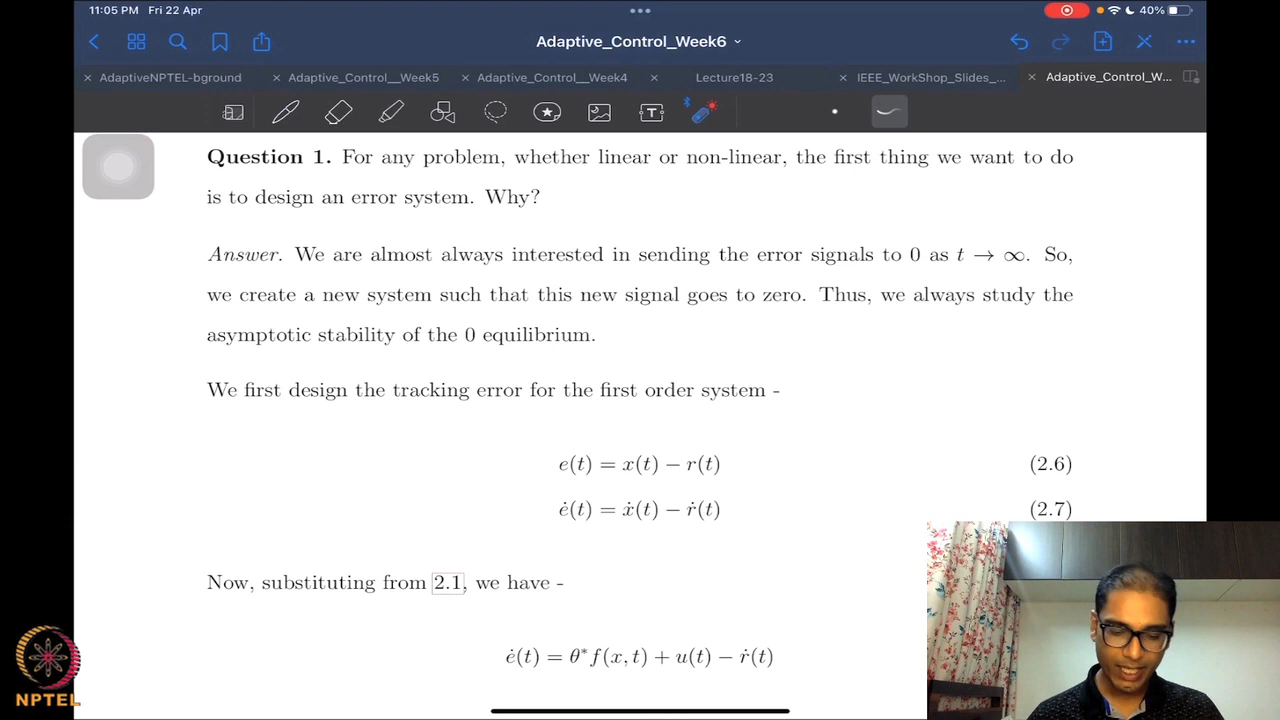 11:05 PM Fri 22 Apr
40%
Adaptive_Control_Week6
AdaptiveNPTEL-bground
Adaptive_Control__Week5
Adaptive_Control__Week4
Lecture18-23
IEEE_WorkShop_Slides_...
Adaptive_Control_W...
Question 1. For any problem, whether linear or non-linear, the first thing we want to do
is to design an error system. Why?
Answer. We are almost always interested in sending the error signals to 0 as t → ∞. So,
we create a new system such that this new signal goes to zero. Thus, we always study the
asymptotic stability of the 0 equilibrium.
We first design the tracking error for the first order system -
e(t) = x(t) − r(t) (2.6)
ė(t) = ẋ(t) − ṙ(t) (2.7)
Now, substituting from 2.1, we have -
ė(t) = θ*f(x, t) + u(t) − ṙ(t)
NPTEL